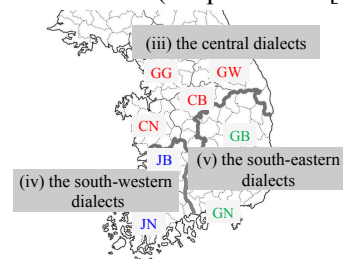 (iii) the central dialects
GG
GW
CB
CN
GB
JB
(v) the south-eastern
dialects
(iv) the south-western
dialects
JN
GN